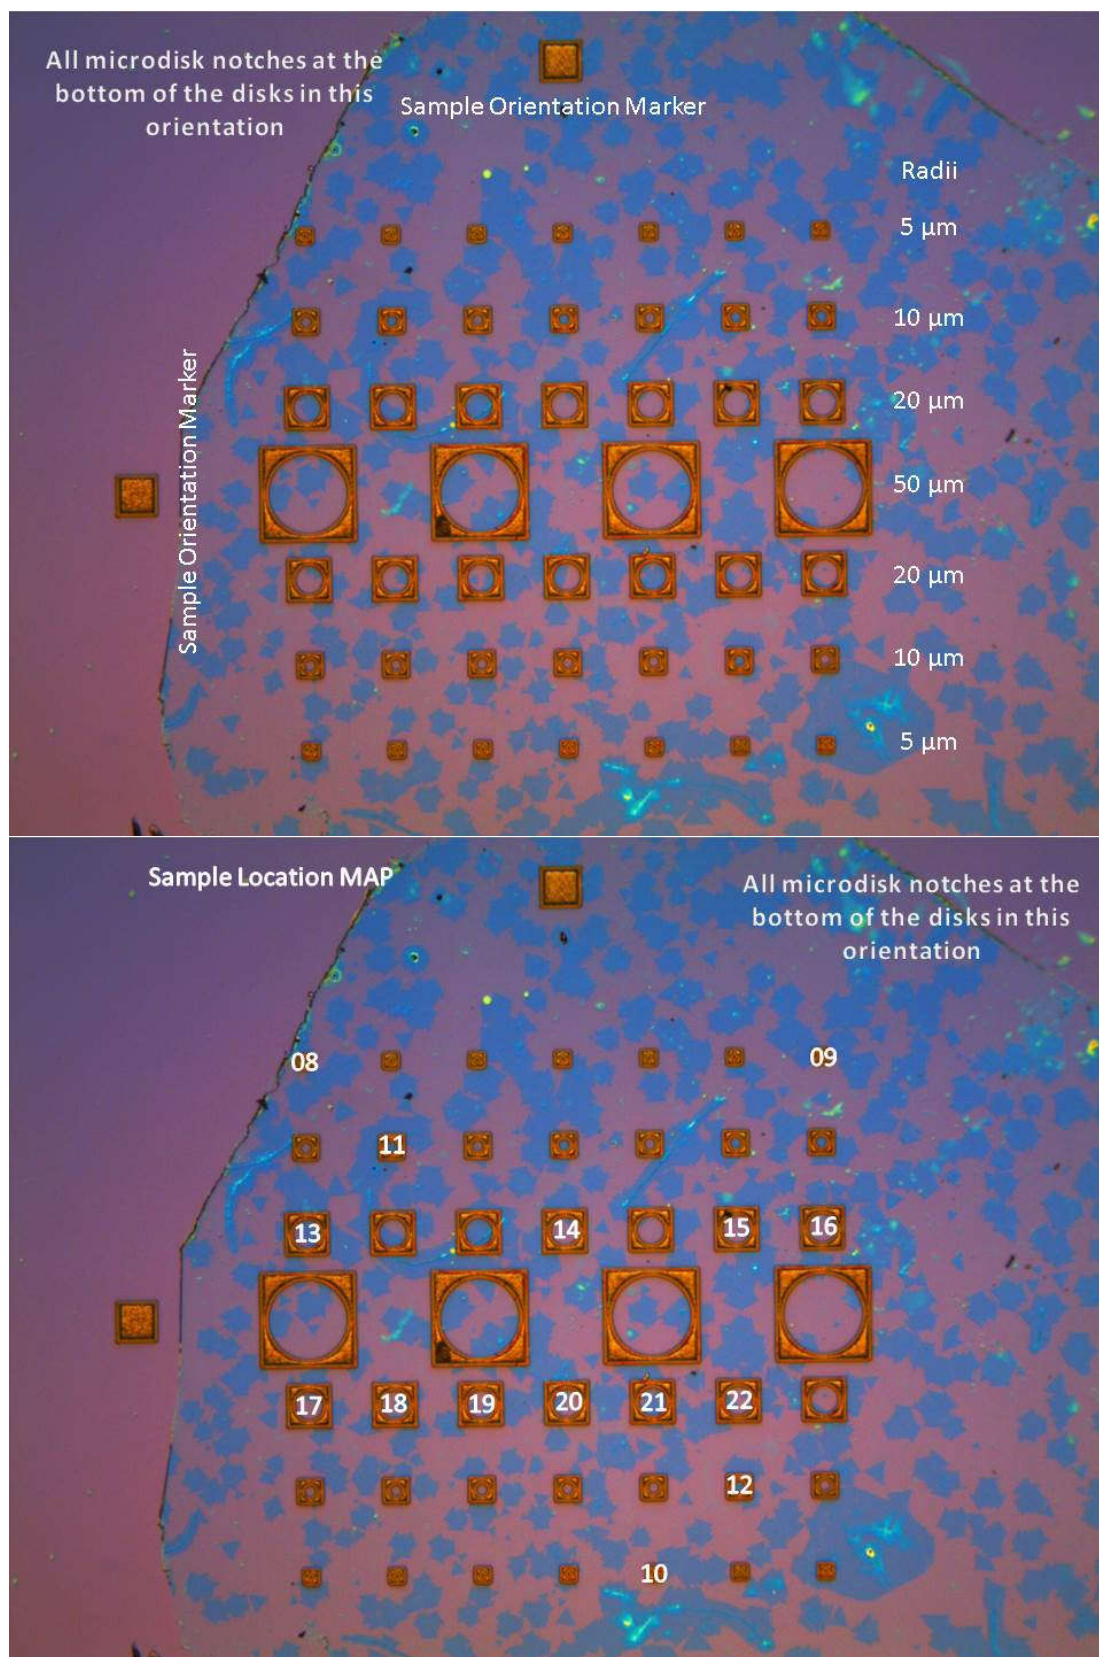 All microdisk notches at the
bottom of the disks in this
orientation
Sample Orientation Marker
Radii
5 µm
10 µm
Sample Orientation Marker
20 µm
50 µm
20 µm
10 µm
5 µm
Sample Location MAP
All microdisk notches at the
bottom of the disks in this
orientation
08 09
11
13 14 15 16
17 18 19 20 21 22
12
10